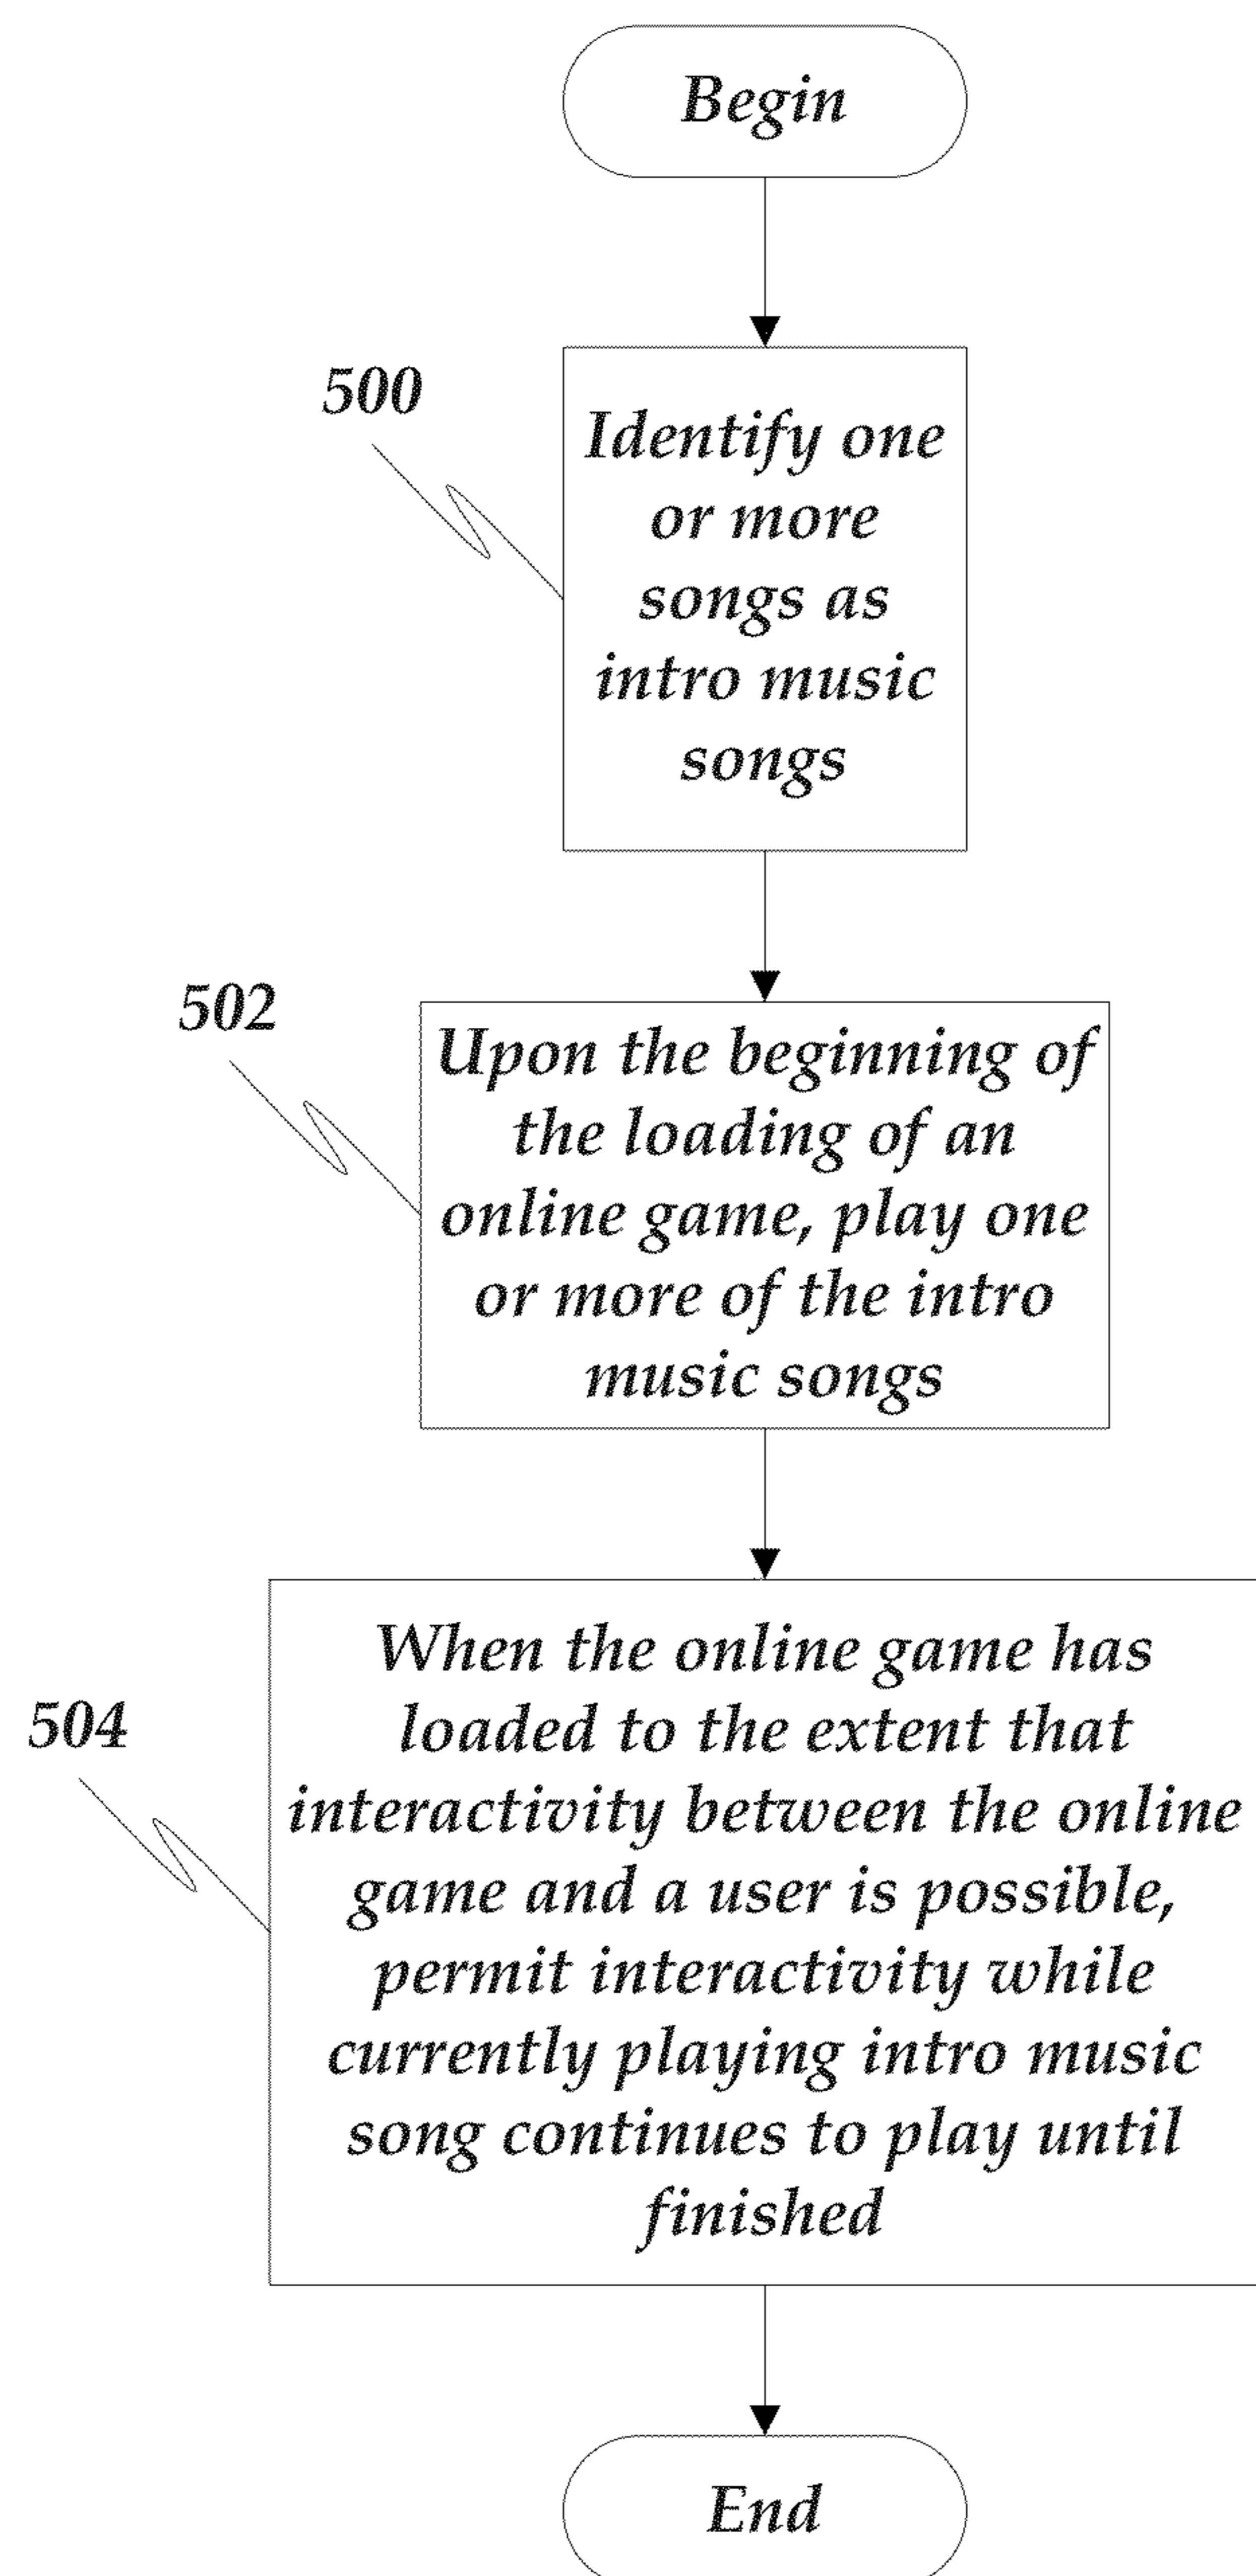 Begin
500
Identify one
or more
songs as
intro music
songs
502
Upon the beginning of
the loading of an
online game, play one
or more of the intro
music songs
504
When the online game has
loaded to the extent that
interactivity between the online
game and a user is possible,
permit interactivity while
currently playing intro music
song continues to play until
finished
End